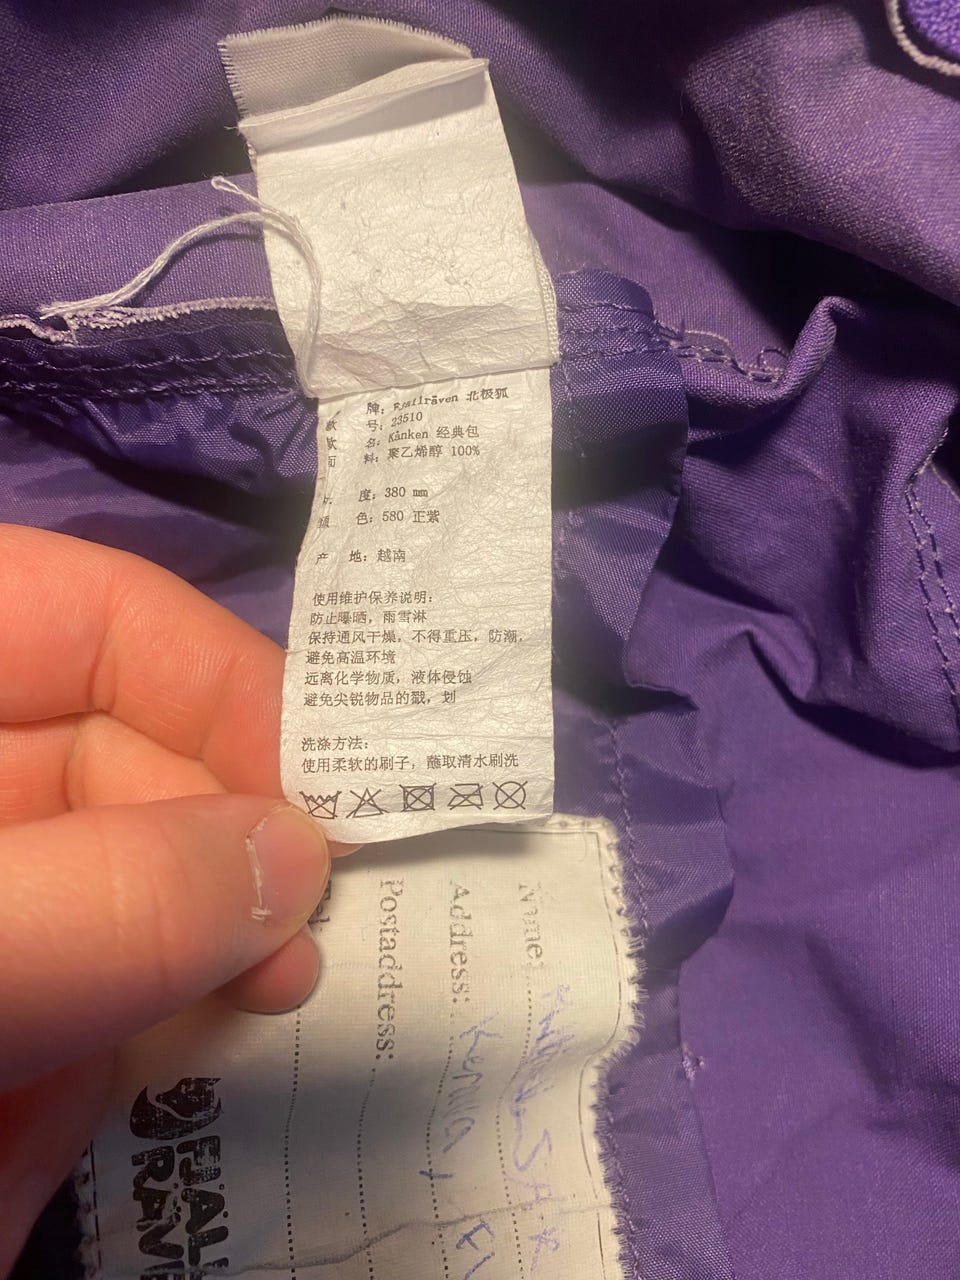 牌: Fjällräven 北极狐
号: 23510
名: Kånken 经典包
面 料: 聚乙烯醇 100%
度: 380 mm
颜 色: 580 正紫
产 地: 越南
使用维护保养说明:
防止曝晒, 雨雪淋
保持通风干燥, 不得重压, 防潮,
避免高温环境
远离化学物质, 液体侵蚀
避免尖锐物品的戳, 划
洗涤方法:
使用柔软的刷子, 蘸取清水刷洗
Name:
Address:
Postaddress:
FJÄLL
RÄVEN